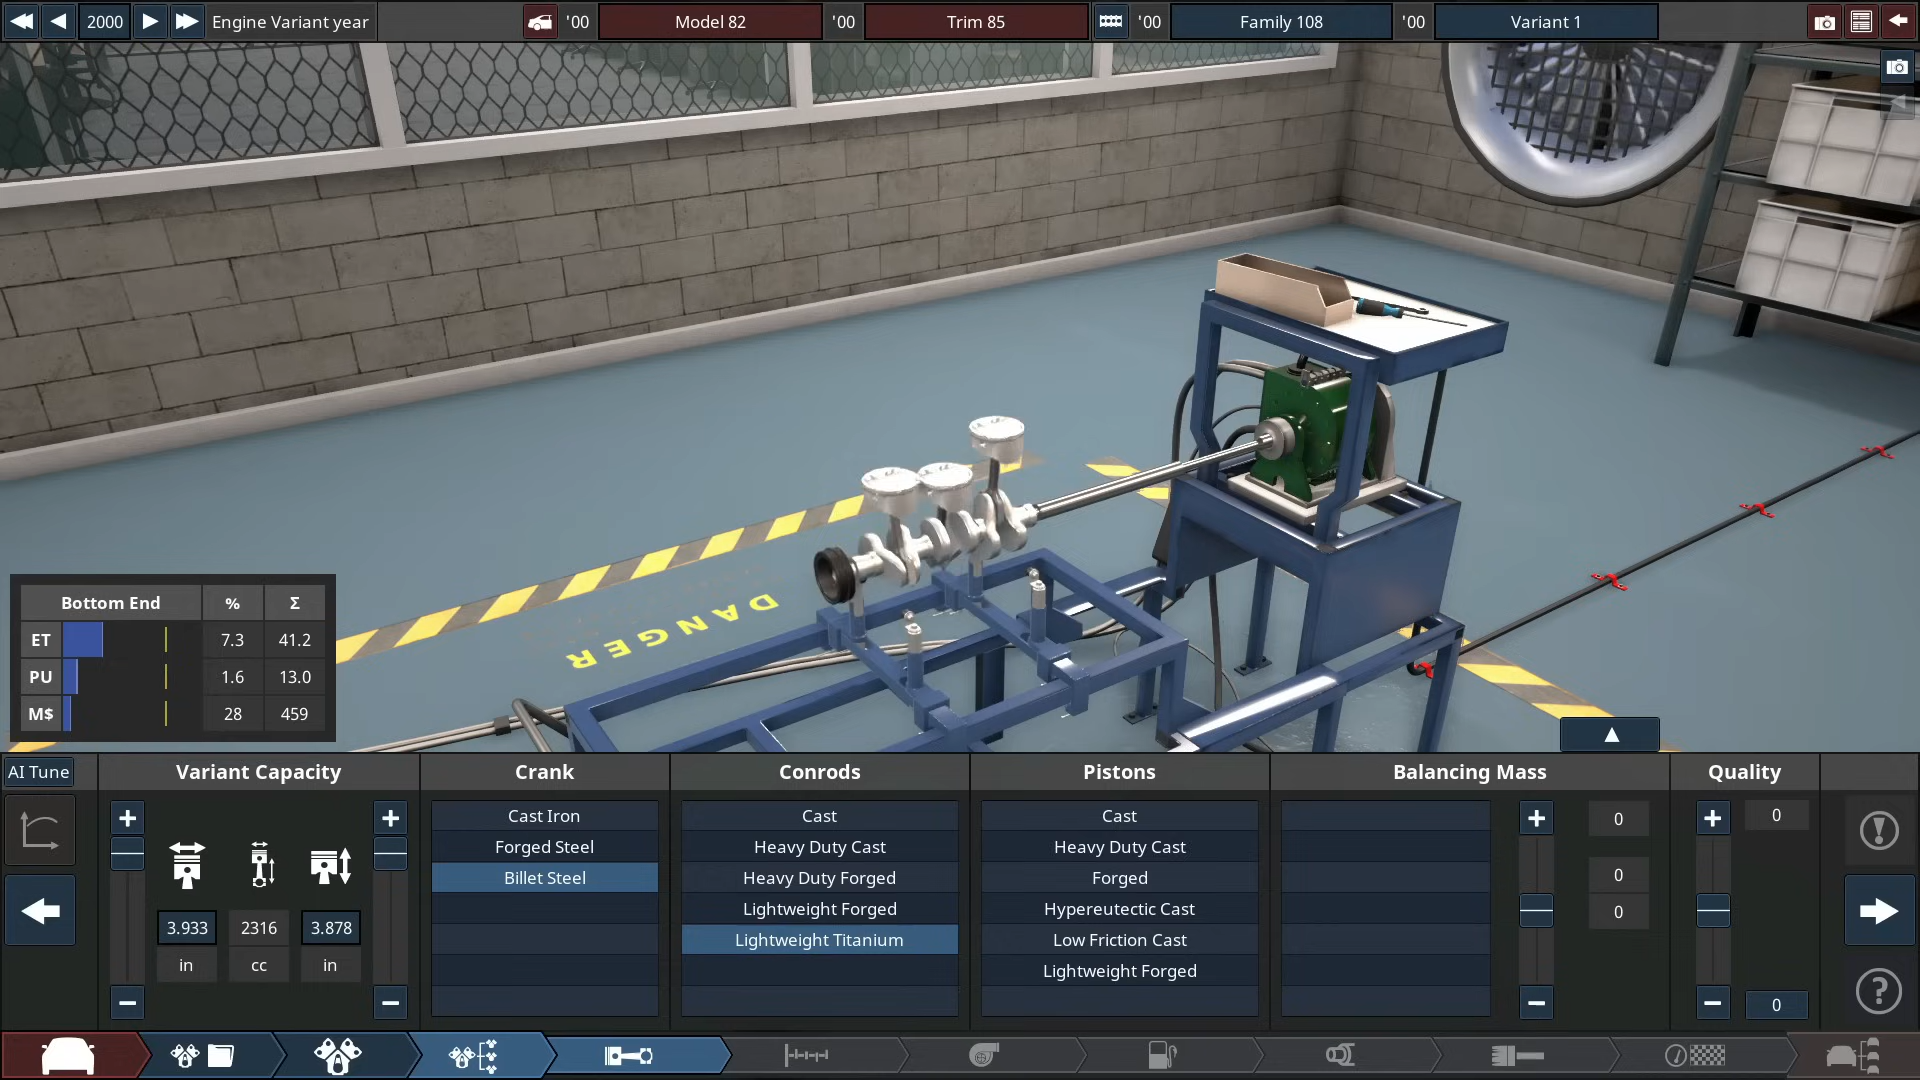 2000 Engine Variant year '00 Model 82 '00 Trim 85 '00 Family 108 '00 Variant 1
DANGER
Bottom End % Σ
ET 7.3 41.2
PU 1.6 13.0
M$ 28 459
▲
AI Tune Variant Capacity Crank Conrods Pistons Balancing Mass Quality
+ + Cast Iron Cast Cast + 0 + 0
Forged Steel Heavy Duty Cast Heavy Duty Cast
Billet Steel Heavy Duty Forged Forged 0
Lightweight Forged Hypereutectic Cast 0
3.933 2316 3.878 Lightweight Titanium Low Friction Cast
in cc in Lightweight Forged
− − − − 0
?